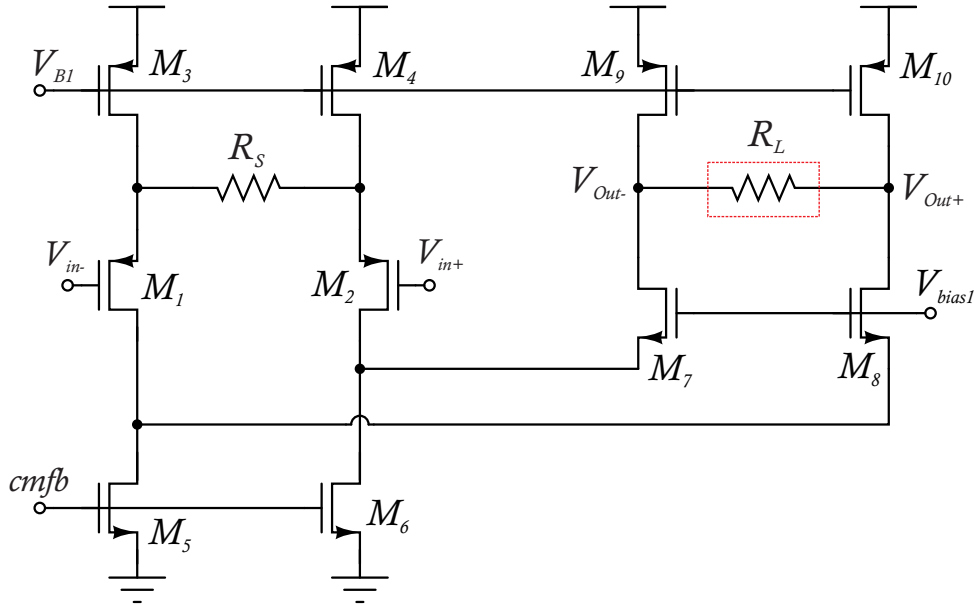 V_B1
M_3
M_4
M_9
M_10
R_S
R_L
V_Out-
V_Out+
V_in-
M_1
M_2
V_in+
V_bias1
M_7
M_8
cmfb
M_5
M_6